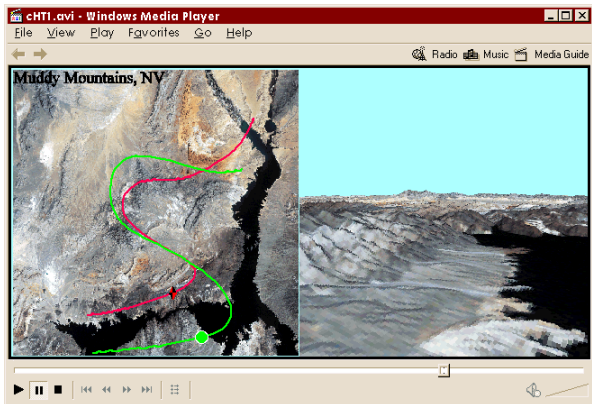 cHT1.avi - Windows Media Player
File View Play Favorites Go Help
Radio Music Media Guide
Muddy Mountains, NV